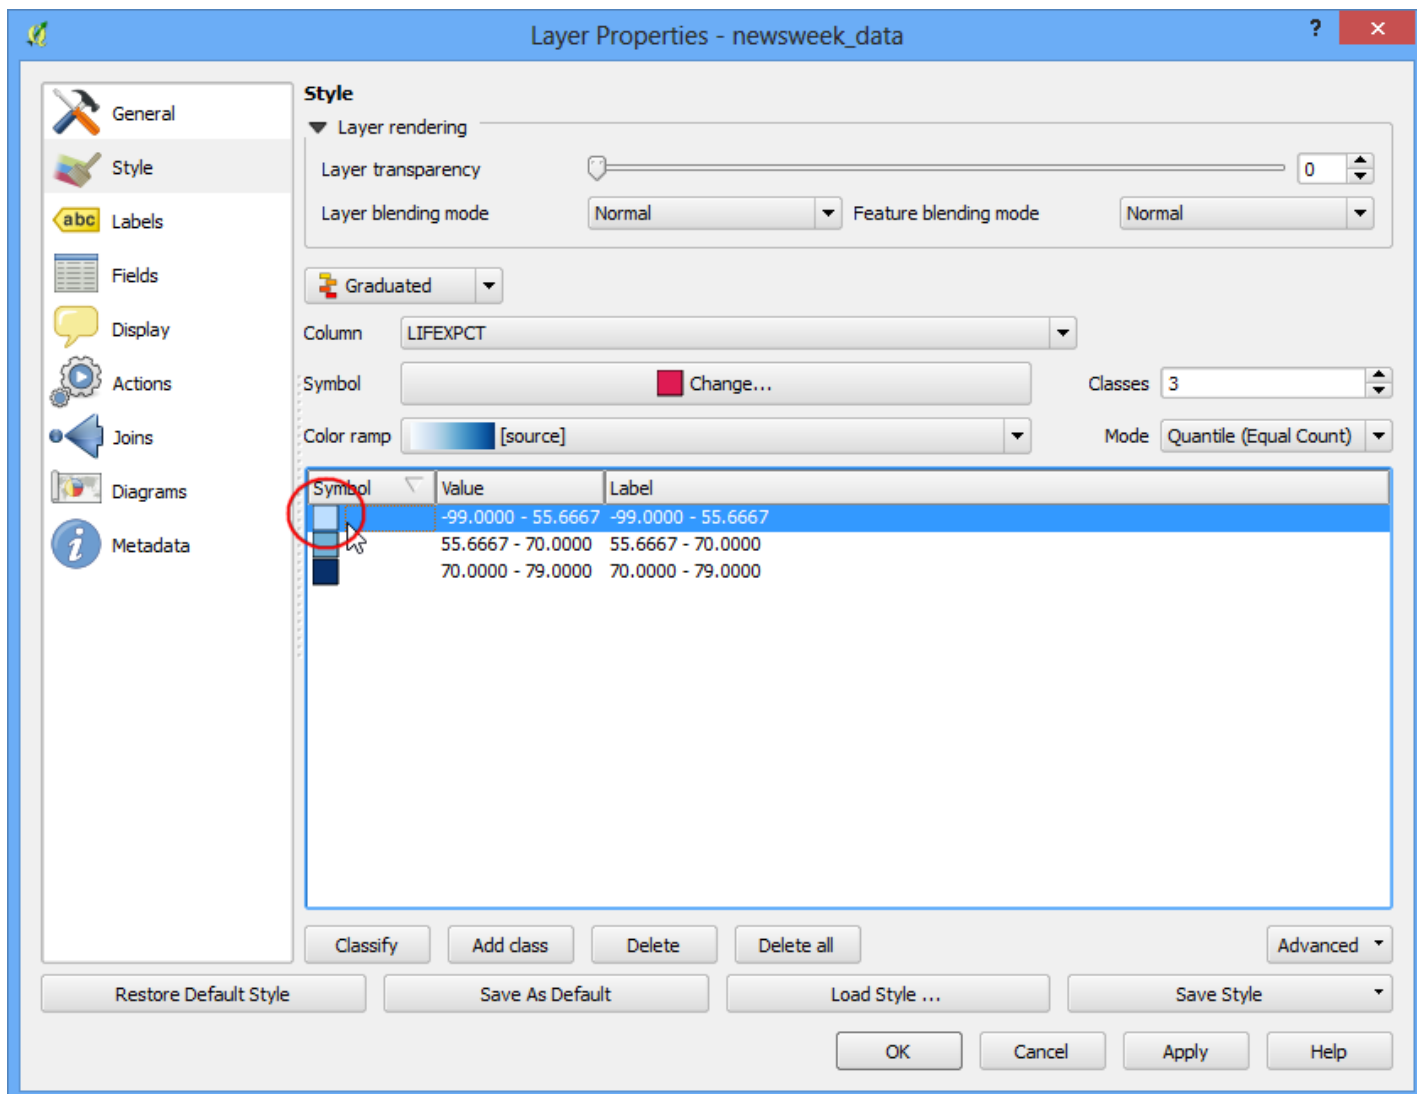 Layer Properties - newsweek_data
?
General
Style
abc Labels
Fields
Display
Actions
Joins
Diagrams
i Metadata
Style
Layer rendering
Layer transparency 0
Layer blending mode Normal Feature blending mode Normal
Graduated
Column LIFEXPCT
Symbol Change... Classes 3
Color ramp [source] Mode Quantile (Equal Count)
Symbol Value Label
-99.0000 - 55.6667 -99.0000 - 55.6667
55.6667 - 70.0000 55.6667 - 70.0000
70.0000 - 79.0000 70.0000 - 79.0000
Classify Add class Delete Delete all Advanced
Restore Default Style Save As Default Load Style ... Save Style
OK Cancel Apply Help